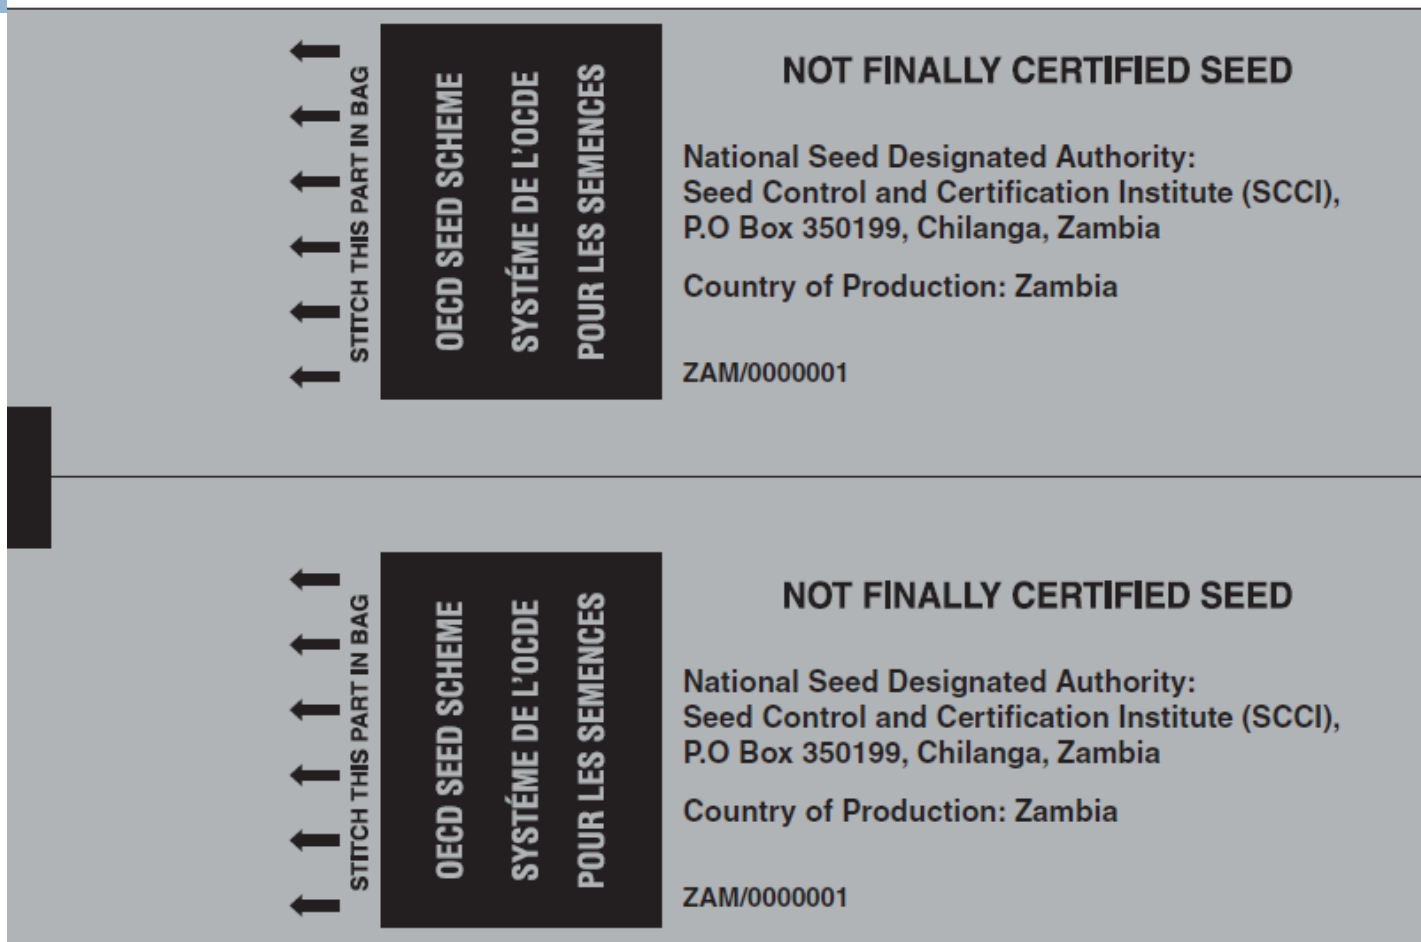 STITCH THIS PART IN BAG
OECD SEED SCHEME
SYSTÉME DE L'OCDE
POUR LES SEMENCES
NOT FINALLY CERTIFIED SEED
National Seed Designated Authority:
Seed Control and Certification Institute (SCCI),
P.O Box 350199, Chilanga, Zambia
Country of Production: Zambia
ZAM/0000001
STITCH THIS PART IN BAG
OECD SEED SCHEME
SYSTÉME DE L'OCDE
POUR LES SEMENCES
NOT FINALLY CERTIFIED SEED
National Seed Designated Authority:
Seed Control and Certification Institute (SCCI),
P.O Box 350199, Chilanga, Zambia
Country of Production: Zambia
ZAM/0000001